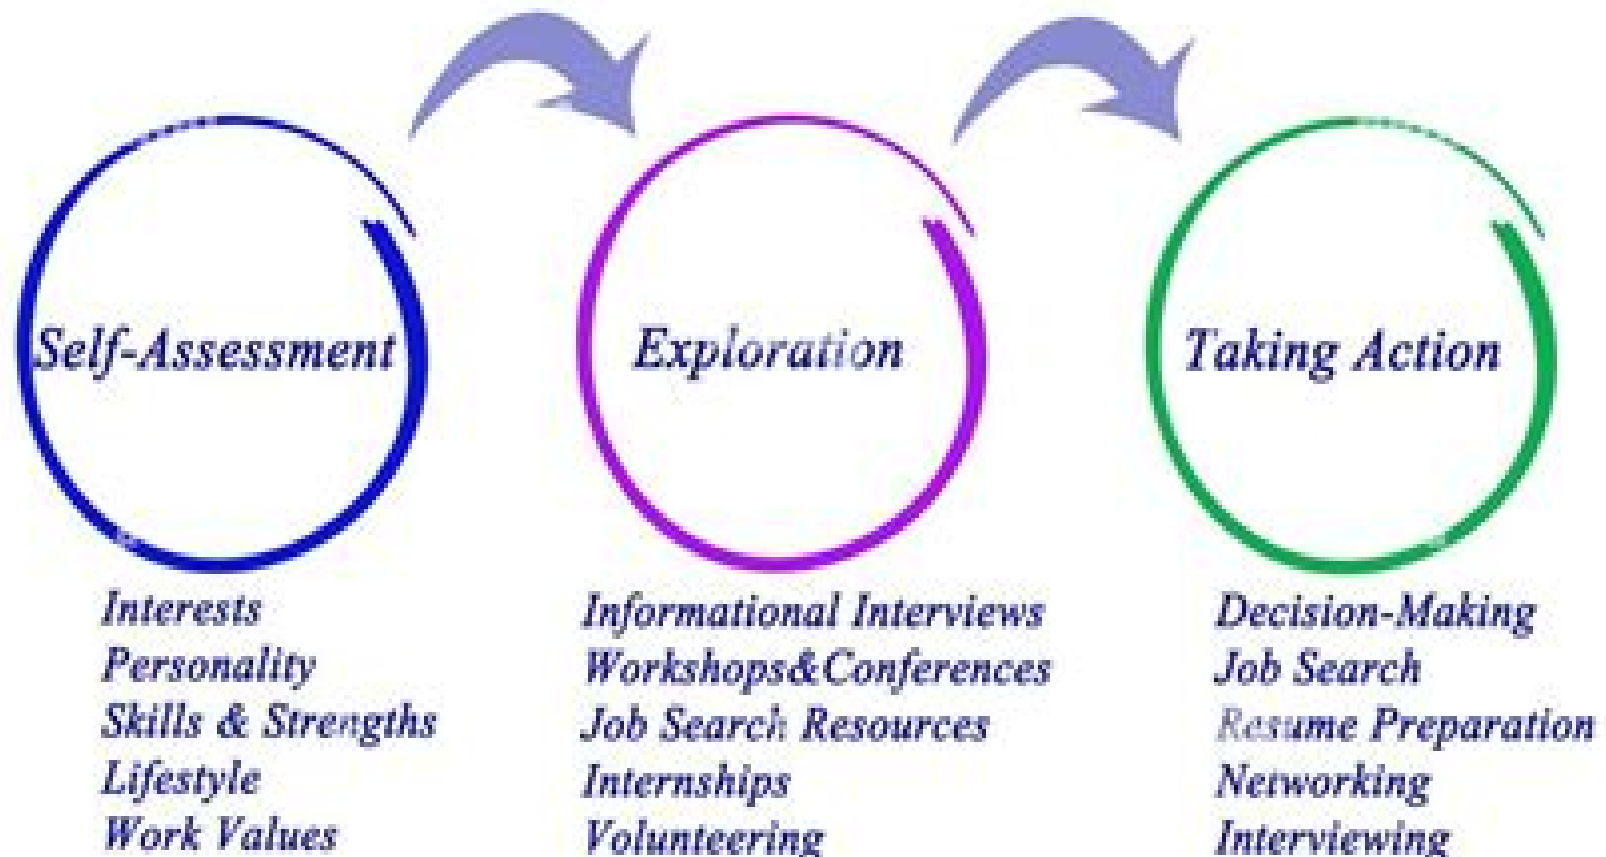 Self-Assessment
Exploration
Taking Action
Interests
Personality
Skills & Strengths
Lifestyle
Work Values
Informational Interviews
Workshops&Conferences
Job Search Resources
Internships
Volunteering
Decision-Making
Job Search
Resume Preparation
Networking
Interviewing